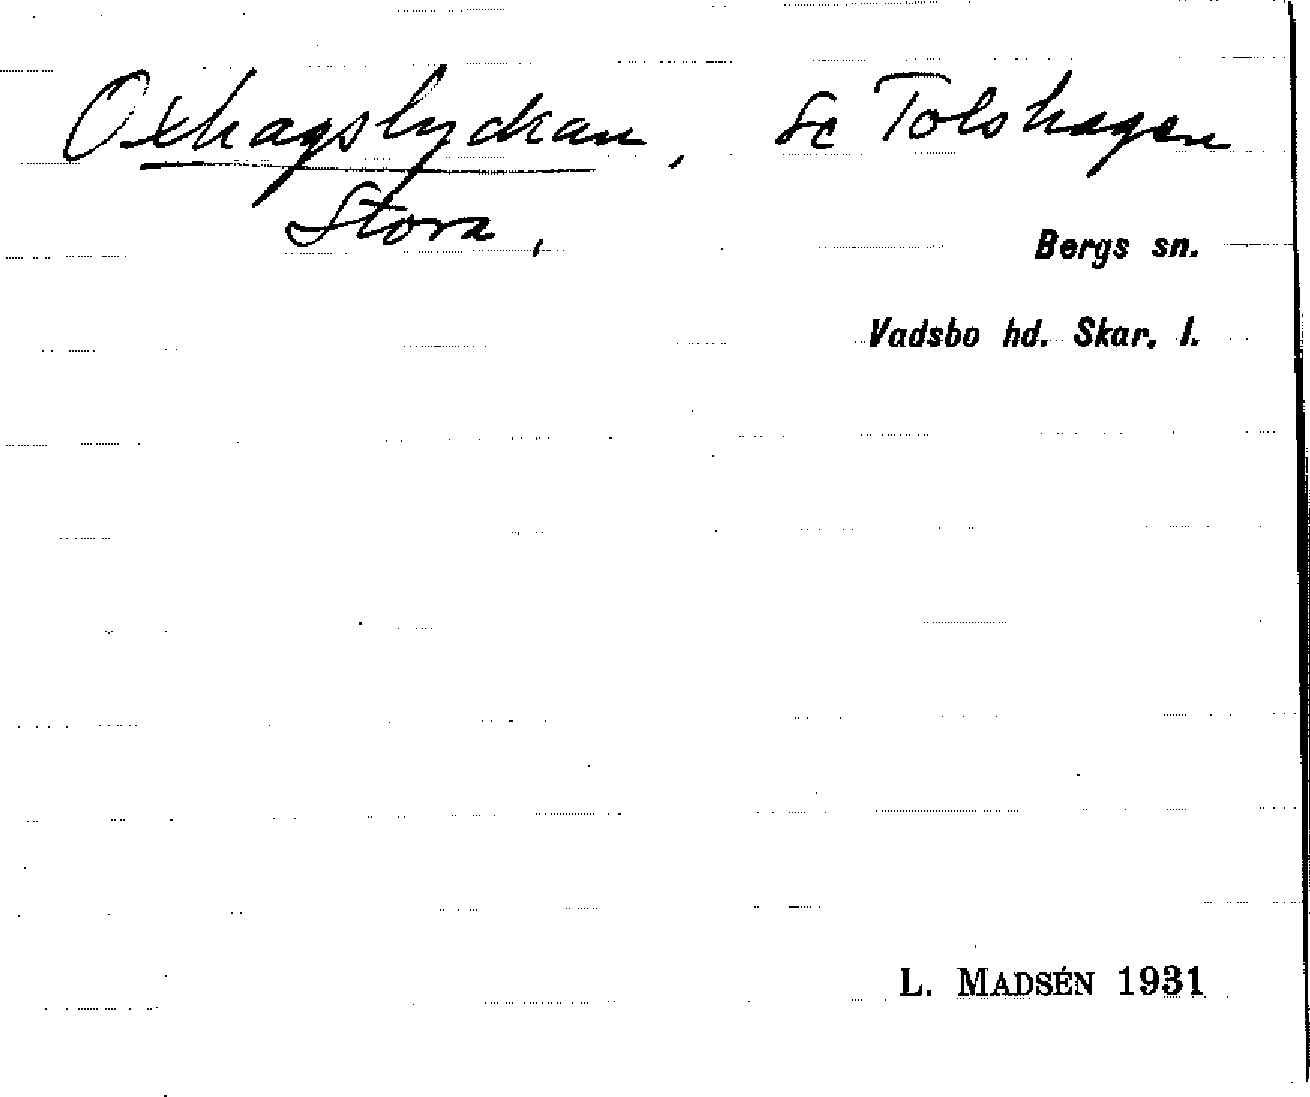 Oxhagslyckan, Se Tolshagen
Stora,
Bergs sn.
Vadsbo hd. Skar. l.
L. MADSÉN 1931